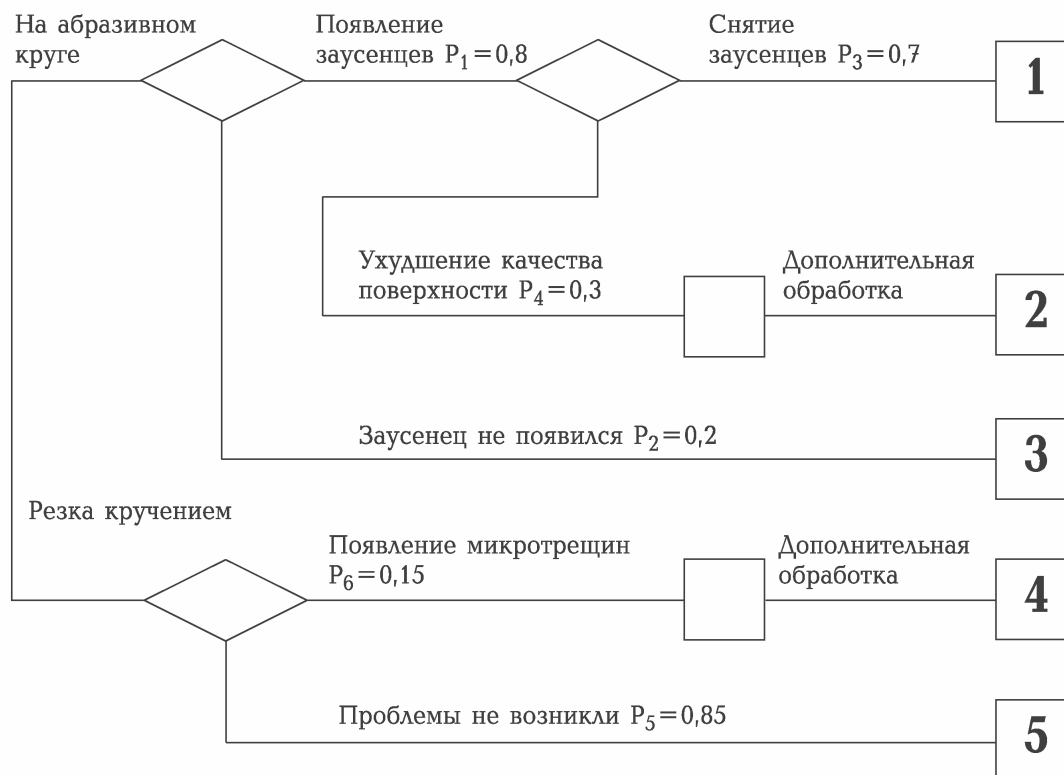 На абразивном
круге
Появление
заусенцев P₁=0,8
Снятие
заусенцев P₃=0,7
1
Ухудшение качества
поверхности P₄=0,3
Дополнительная
обработка
2
Заусенец не появился P₂=0,2
3
Резка кручением
Появление микротрещин
P₆=0,15
Дополнительная
обработка
4
Проблемы не возникли P₅=0,85
5